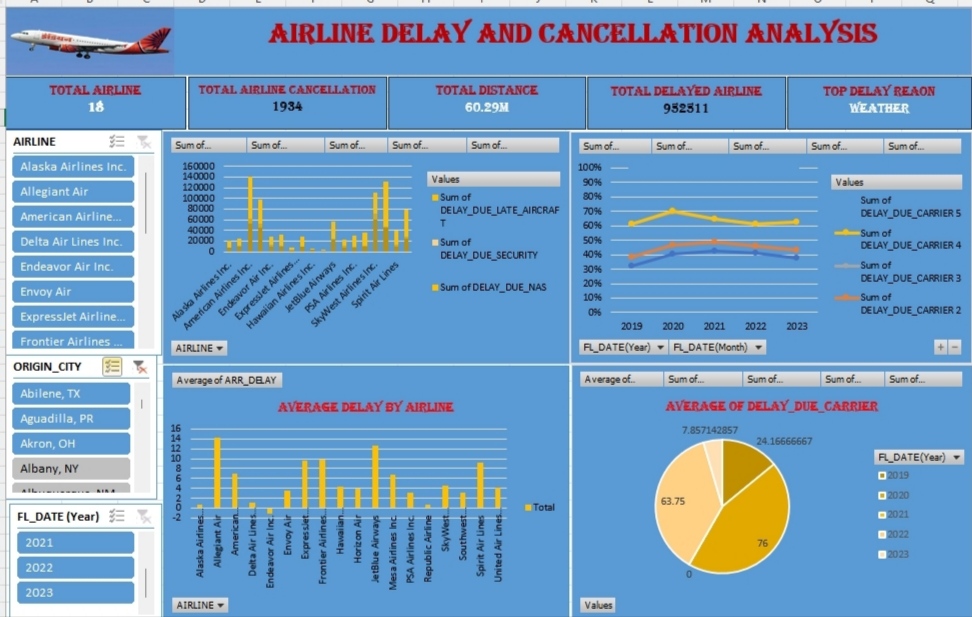 AIRLINE DELAY AND CANCELLATION ANALYSIS
TOTAL AIRLINE
18
TOTAL AIRLINE CANCELLATION
1934
TOTAL DISTANCE
60.29M
TOTAL DELAYED AIRLINE
952511
TOP DELAY REAON
WEATHER
AIRLINE
Alaska Airlines Inc.
Allegiant Air
American Airline...
Delta Air Lines Inc.
Endeavor Air Inc.
Envoy Air
ExpressJet Airline...
Frontier Airlines ...
ORIGIN_CITY
Abilene, TX
Aguadilla, PR
Akron, OH
Albany, NY
Albuquerque, NM
FL_DATE (Year)
2021
2022
2023
Sum of... Sum of... Sum of... Sum of... Sum of...
160000
140000
120000
100000
80000
60000
40000
20000
0
Alaska Airlines Inc.
American Airlines Inc.
Endeavor Air Inc.
ExpressJet Airlines...
Hawaiian Airlines Inc.
JetBlue Airways
PSA Airlines Inc.
SkyWest Airlines Inc.
Spirit Air Lines
Values
Sum of
DELAY_DUE_LATE_AIRCRAF
T
Sum of
DELAY_DUE_SECURITY
Sum of DELAY_DUE_NAS
AIRLINE
Sum of... Sum of... Sum of... Sum of... Sum of...
100%
90%
80%
70%
60%
50%
40%
30%
20%
10%
0%
2019 2020 2021 2022 2023
Values
Sum of
DELAY_DUE_CARRIER 5
Sum of
DELAY_DUE_CARRIER 4
Sum of
DELAY_DUE_CARRIER 3
Sum of
DELAY_DUE_CARRIER 2
FL_DATE(Year) FL_DATE(Month)
Average of ARR_DELAY
AVERAGE DELAY BY AIRLINE
16
14
12
10
8
6
4
2
0
-2
Alaska Airlines...
Allegiant Air
American...
Delta Air Lines...
Endeavor Air Inc.
Envoy Air
ExpressJet...
Frontier Airlines...
Hawaiian...
Horizon Air
JetBlue Airways
Mesa Airlines Inc.
PSA Airlines Inc.
Republic Airline
SkyWest...
Southwest...
Spirit Air Lines
United Air Lines...
Total
AIRLINE
Average of.. Sum of... Sum of... Sum of... Sum of...
AVERAGE OF DELAY_DUE_CARRIER
7.857142857
24.16666667
63.75
76
0
FL_DATE(Year)
2019
2020
2021
2022
2023
Values